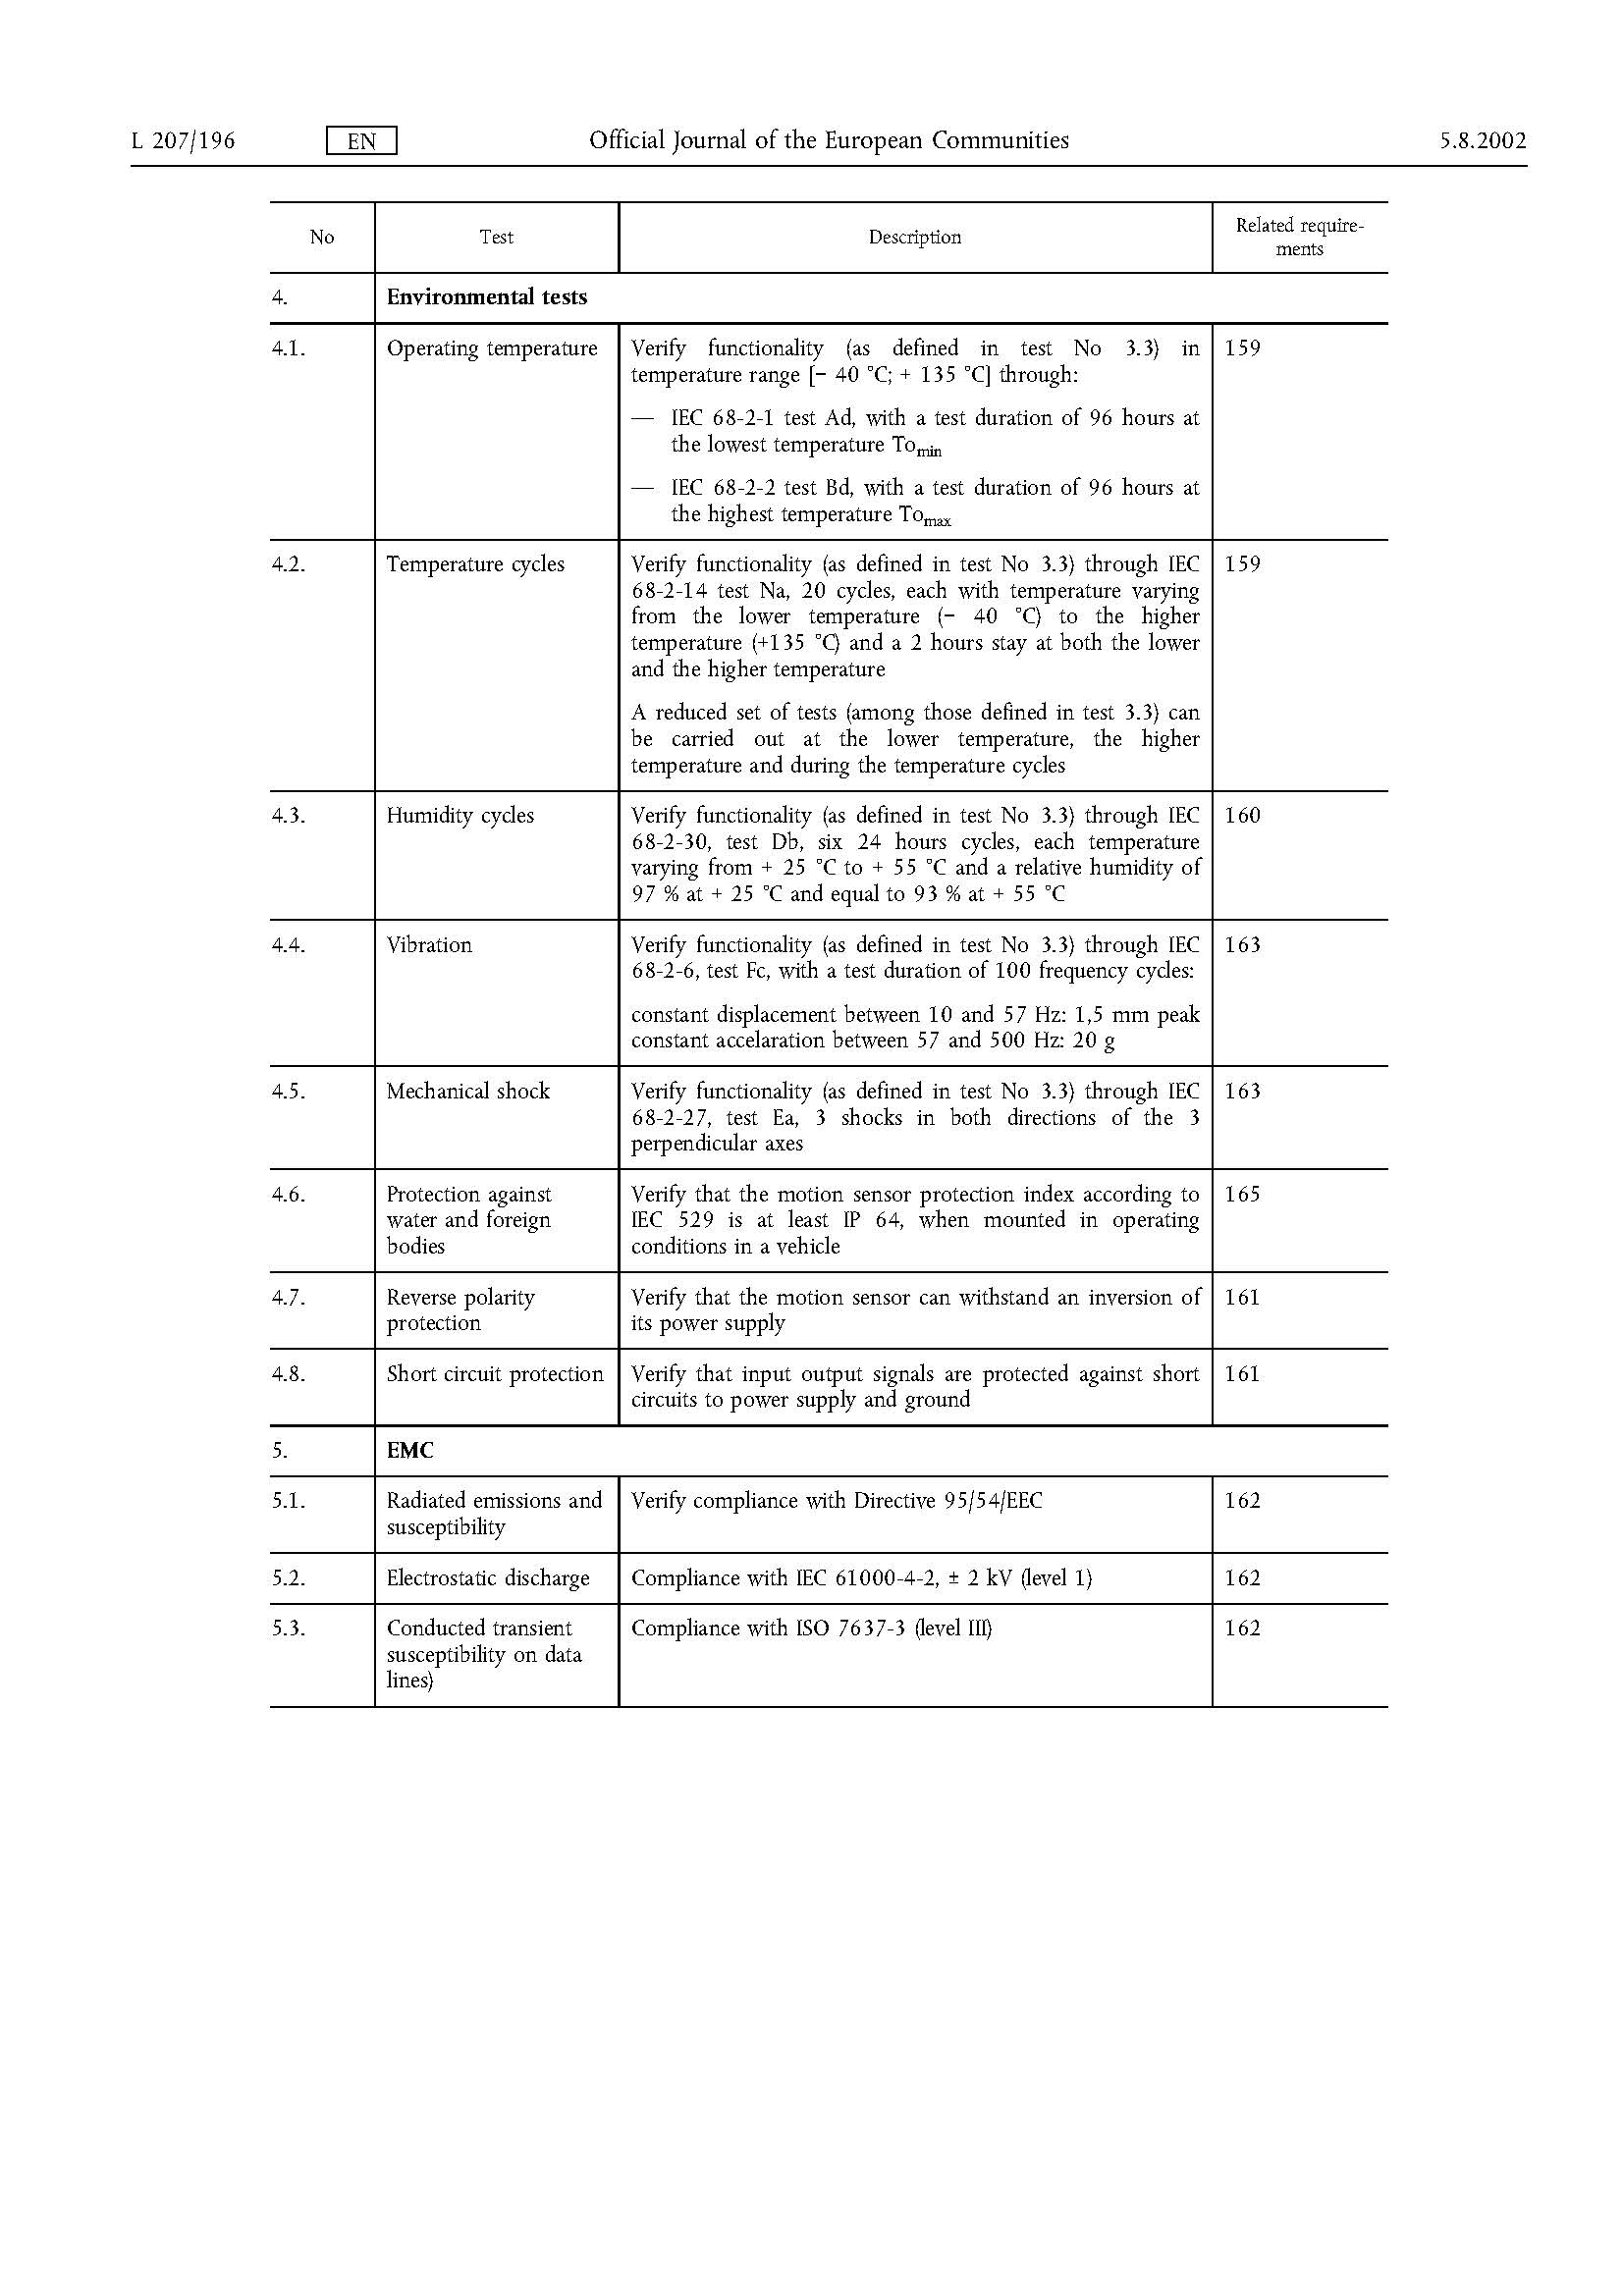 L 207/196 EN Official Journal of the European Communities 5.8.2002
No Test Description Related require-
ments
4. Environmental tests
4.1. Operating temperature Verify functionality (as defined in test No 3.3) in 159
temperature range [− 40 °C; + 135 °C] through:
— IEC 68-2-1 test Ad, with a test duration of 96 hours at
the lowest temperature Tomin
— IEC 68-2-2 test Bd, with a test duration of 96 hours at
the highest temperature Tomax
4.2. Temperature cycles Verify functionality (as defined in test No 3.3) through IEC 159
68-2-14 test Na, 20 cycles, each with temperature varying
from the lower temperature (− 40 °C) to the higher
temperature (+135 °C) and a 2 hours stay at both the lower
and the higher temperature
A reduced set of tests (among those defined in test 3.3) can
be carried out at the lower temperature, the higher
temperature and during the temperature cycles
4.3. Humidity cycles Verify functionality (as defined in test No 3.3) through IEC 160
68-2-30, test Db, six 24 hours cycles, each temperature
varying from + 25 °C to + 55 °C and a relative humidity of
97 % at + 25 °C and equal to 93 % at + 55 °C
4.4. Vibration Verify functionality (as defined in test No 3.3) through IEC 163
68-2-6, test Fc, with a test duration of 100 frequency cycles:
constant displacement between 10 and 57 Hz: 1,5 mm peak
constant accelaration between 57 and 500 Hz: 20 g
4.5. Mechanical shock Verify functionality (as defined in test No 3.3) through IEC 163
68-2-27, test Ea, 3 shocks in both directions of the 3
perpendicular axes
4.6. Protection against Verify that the motion sensor protection index according to 165
water and foreign IEC 529 is at least IP 64, when mounted in operating
bodies conditions in a vehicle
4.7. Reverse polarity Verify that the motion sensor can withstand an inversion of 161
protection its power supply
4.8. Short circuit protection Verify that input output signals are protected against short 161
circuits to power supply and ground
5. EMC
5.1. Radiated emissions and Verify compliance with Directive 95/54/EEC 162
susceptibility
5.2. Electrostatic discharge Compliance with IEC 61000-4-2, ± 2 kV (level 1) 162
5.3. Conducted transient Compliance with ISO 7637-3 (level III) 162
susceptibility on data
lines)